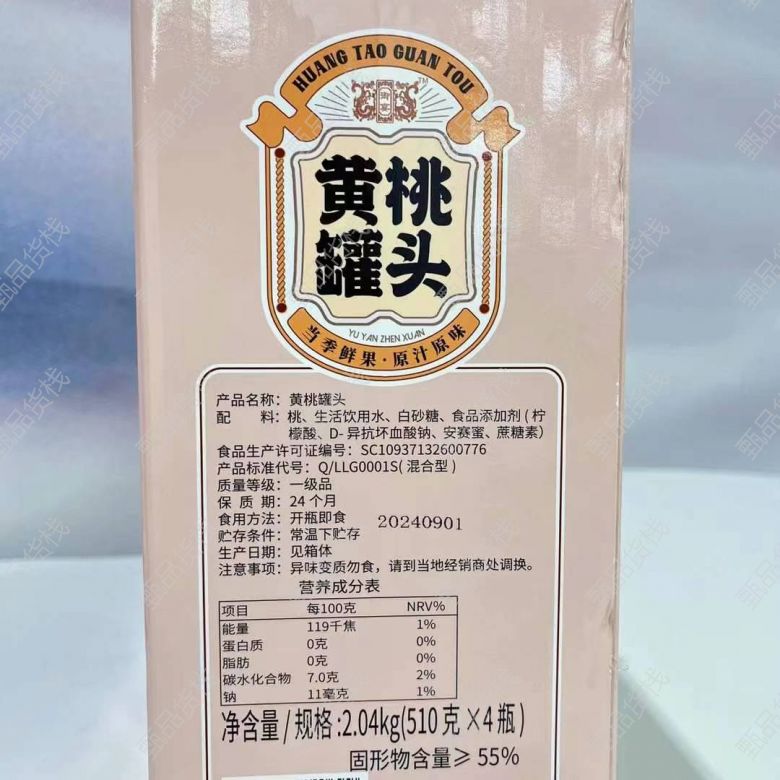 HUANG TAO GUAN TOU
御宴
TM
黄桃
罐头
YU YAN ZHEN XUAN
当季鲜果·原汁原味
产品名称：黄桃罐头
配 料：桃、生活饮用水、白砂糖、食品添加剂(柠
檬酸、D-异抗坏血酸钠、安赛蜜、蔗糖素)
食品生产许可证编号：SC10937132600776
产品标准代号：Q/LLG0001S(混合型)
质量等级：一级品
保 质 期：24个月
食用方法：开瓶即食
20240901
贮存条件：常温下贮存
生产日期：见箱体
注意事项：异味变质勿食，请到当地经销商处调换。
营养成分表
项目 每100克 NRV%
能量 119千焦 1%
蛋白质 0克 0%
脂肪 0克 0%
碳水化合物 7.0克 2%
钠 11毫克 1%
净含量/规格:2.04kg(510克×4瓶)
固形物含量≥55%
甄品货栈